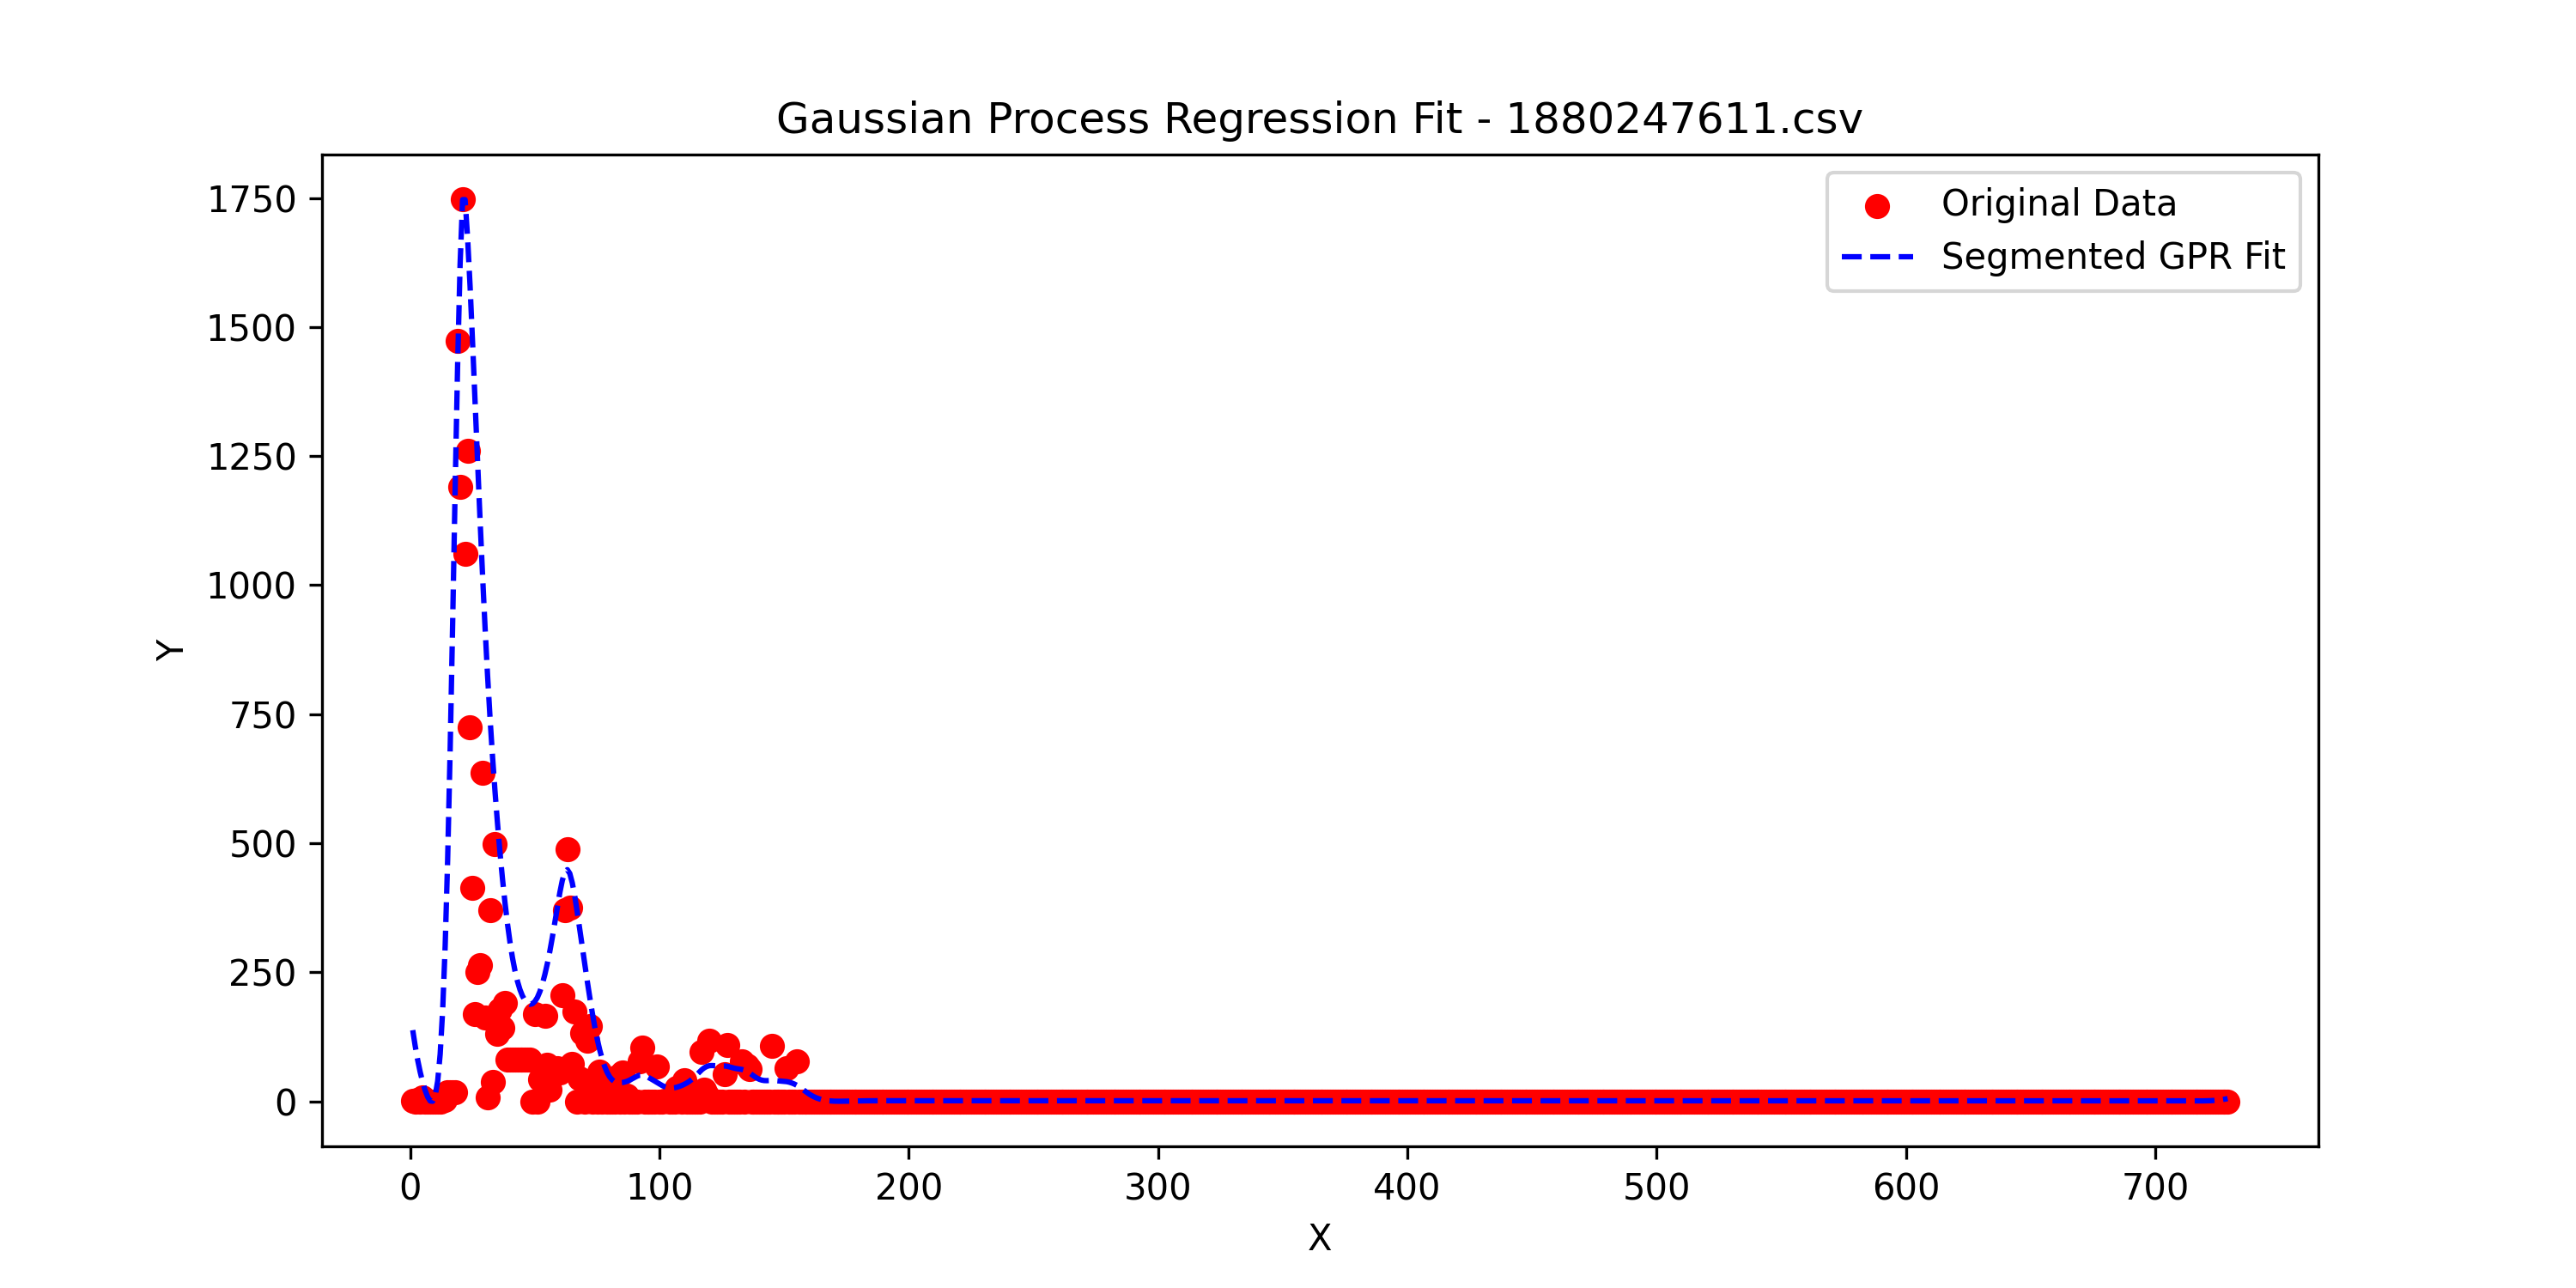 Gaussian Process Regression Fit - 1880247611.csv
Original Data
Segmented GPR Fit
Y
1750
1500
1250
1000
750
500
250
0
0 100 200 300 400 500 600 700
X